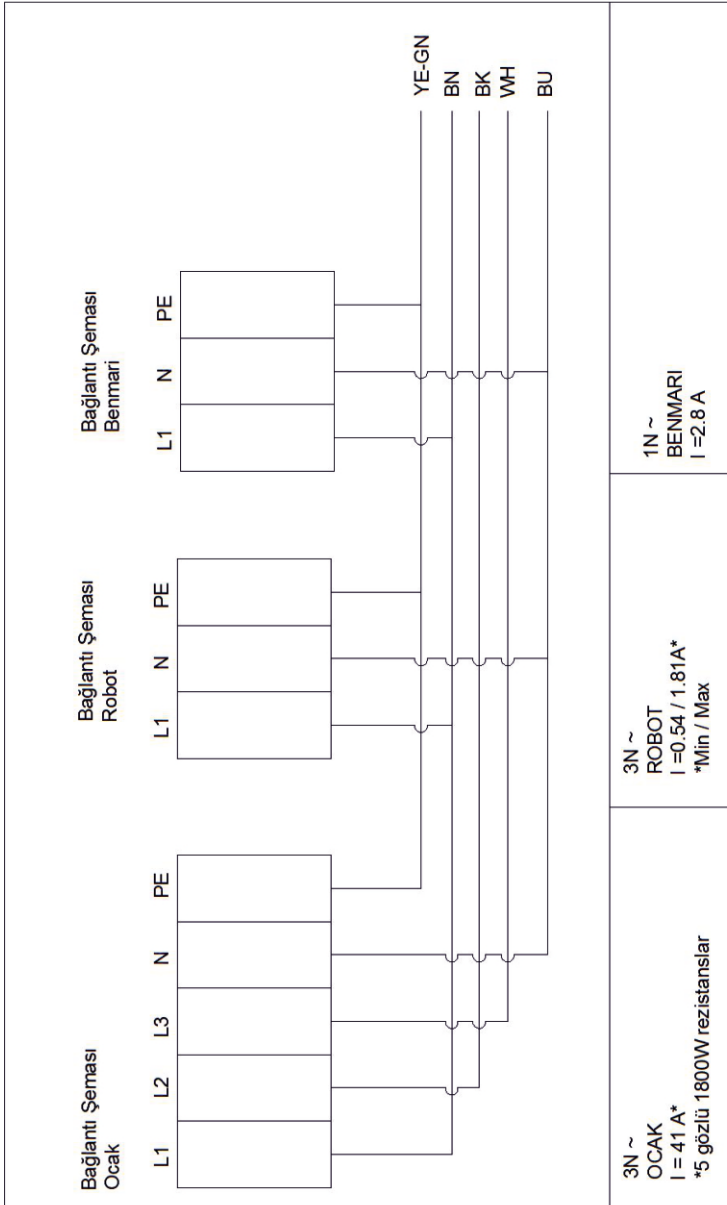 Bağlantı Şeması
Ocak
L1 L2 L3 N PE
Bağlantı Şeması
Robot
L1 N PE
Bağlantı Şeması
Benmari
L1 N PE
YE-GN
BN
BK
WH
BU
3N ~
OCAK
I = 41 A*
*5 gözlü 1800W rezistanslar
3N ~
ROBOT
I =0.54 / 1.81A*
*Min / Max
1N ~
BENMARI
I =2.8 A